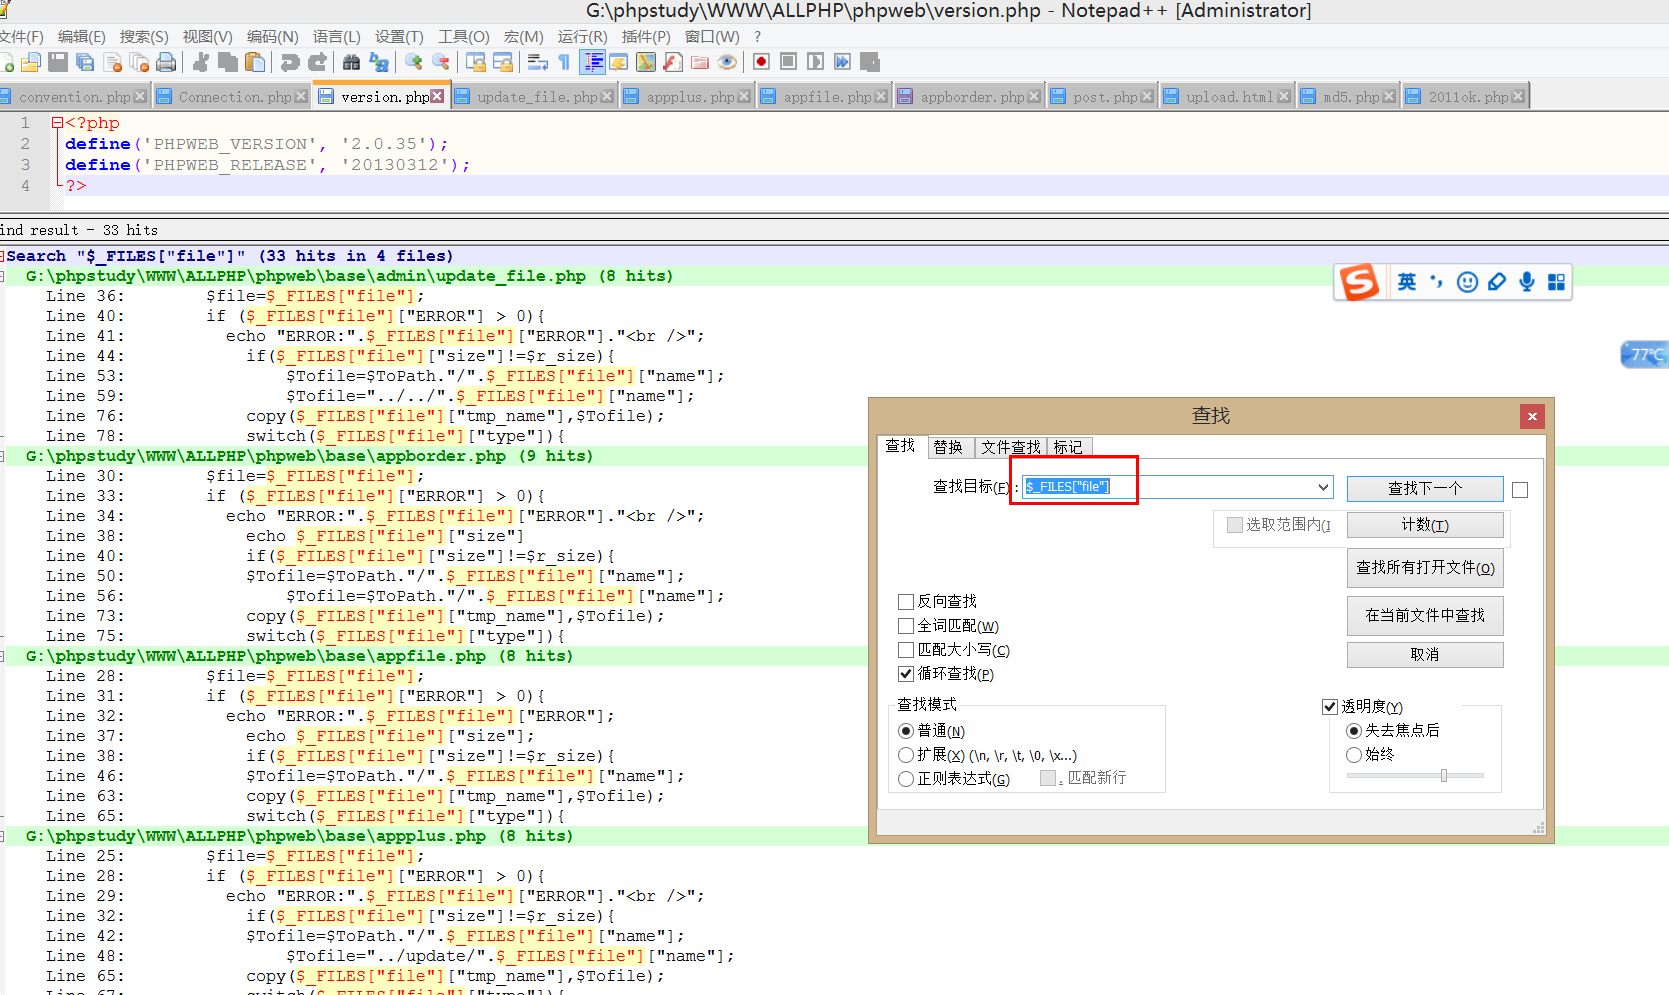 G:\phpstudy\WWW\ALLPHP\phpweb\version.php - Notepad++ [Administrator]
文件(F) 编辑(E) 搜索(S) 视图(V) 编码(N) 语言(L) 设置(T) 工具(O) 宏(M) 运行(R) 插件(P) 窗口(W) ?
convention.php Connection.php version.php update_file.php appplus.php appfile.php appborder.php post.php upload.html md5.php 2011ok.php
1 <?php
2 define('PHPWEB_VERSION', '2.0.35');
3 define('PHPWEB_RELEASE', '20130312');
4 ?>
ind result - 33 hits
Search "$_FILES["file"]" (33 hits in 4 files)
G:\phpstudy\WWW\ALLPHP\phpweb\base\admin\update_file.php (8 hits)
Line 36: $file=$_FILES["file"];
Line 40: if ($_FILES["file"]["ERROR"] > 0){
Line 41: echo "ERROR:".$_FILES["file"]["ERROR"]."<br />";
Line 44: if($_FILES["file"]["size"]!=$r_size){
Line 53: $Tofile=$ToPath."/".$_FILES["file"]["name"];
Line 59: $Tofile="../../".$_FILES["file"]["name"];
Line 76: copy($_FILES["file"]["tmp_name"],$Tofile);
Line 78: switch($_FILES["file"]["type"]){
G:\phpstudy\WWW\ALLPHP\phpweb\base\appborder.php (9 hits)
Line 30: $file=$_FILES["file"];
Line 33: if ($_FILES["file"]["ERROR"] > 0){
Line 34: echo "ERROR:".$_FILES["file"]["ERROR"]."<br />";
Line 38: echo $_FILES["file"]["size"]
Line 40: if($_FILES["file"]["size"]!=$r_size){
Line 50: $Tofile=$ToPath."/".$_FILES["file"]["name"];
Line 56: $Tofile=$ToPath."/".$_FILES["file"]["name"];
Line 73: copy($_FILES["file"]["tmp_name"],$Tofile);
Line 75: switch($_FILES["file"]["type"]){
G:\phpstudy\WWW\ALLPHP\phpweb\base\appfile.php (8 hits)
Line 28: $file=$_FILES["file"];
Line 31: if ($_FILES["file"]["ERROR"] > 0){
Line 32: echo "ERROR:".$_FILES["file"]["ERROR"];
Line 37: echo $_FILES["file"]["size"];
Line 38: if($_FILES["file"]["size"]!=$r_size){
Line 46: $Tofile=$ToPath."/".$_FILES["file"]["name"];
Line 63: copy($_FILES["file"]["tmp_name"],$Tofile);
Line 65: switch($_FILES["file"]["type"]){
G:\phpstudy\WWW\ALLPHP\phpweb\base\appplus.php (8 hits)
Line 25: $file=$_FILES["file"];
Line 28: if ($_FILES["file"]["ERROR"] > 0){
Line 29: echo "ERROR:".$_FILES["file"]["ERROR"]."<br />";
Line 32: if($_FILES["file"]["size"]!=$r_size){
Line 42: $Tofile=$ToPath."/".$_FILES["file"]["name"];
Line 48: $Tofile="../update/".$_FILES["file"]["name"];
Line 65: copy($_FILES["file"]["tmp_name"],$Tofile);
Line 67: switch($_FILES["file"]["type"]){
S 英
77℃
查找
查找 替换 文件查找 标记
查找目标(F): $_FILES["file"] 查找下一个
选取范围内(I 计数(T)
查找所有打开文件(O)
反向查找
在当前文件中查找
全词匹配(W)
匹配大小写(C) 取消
循环查找(P)
查找模式 透明度(Y)
普通(N) 失去焦点后
扩展(X) (\n, \r, \t, \0, \x...) 始终
正则表达式(G) . 匹配新行